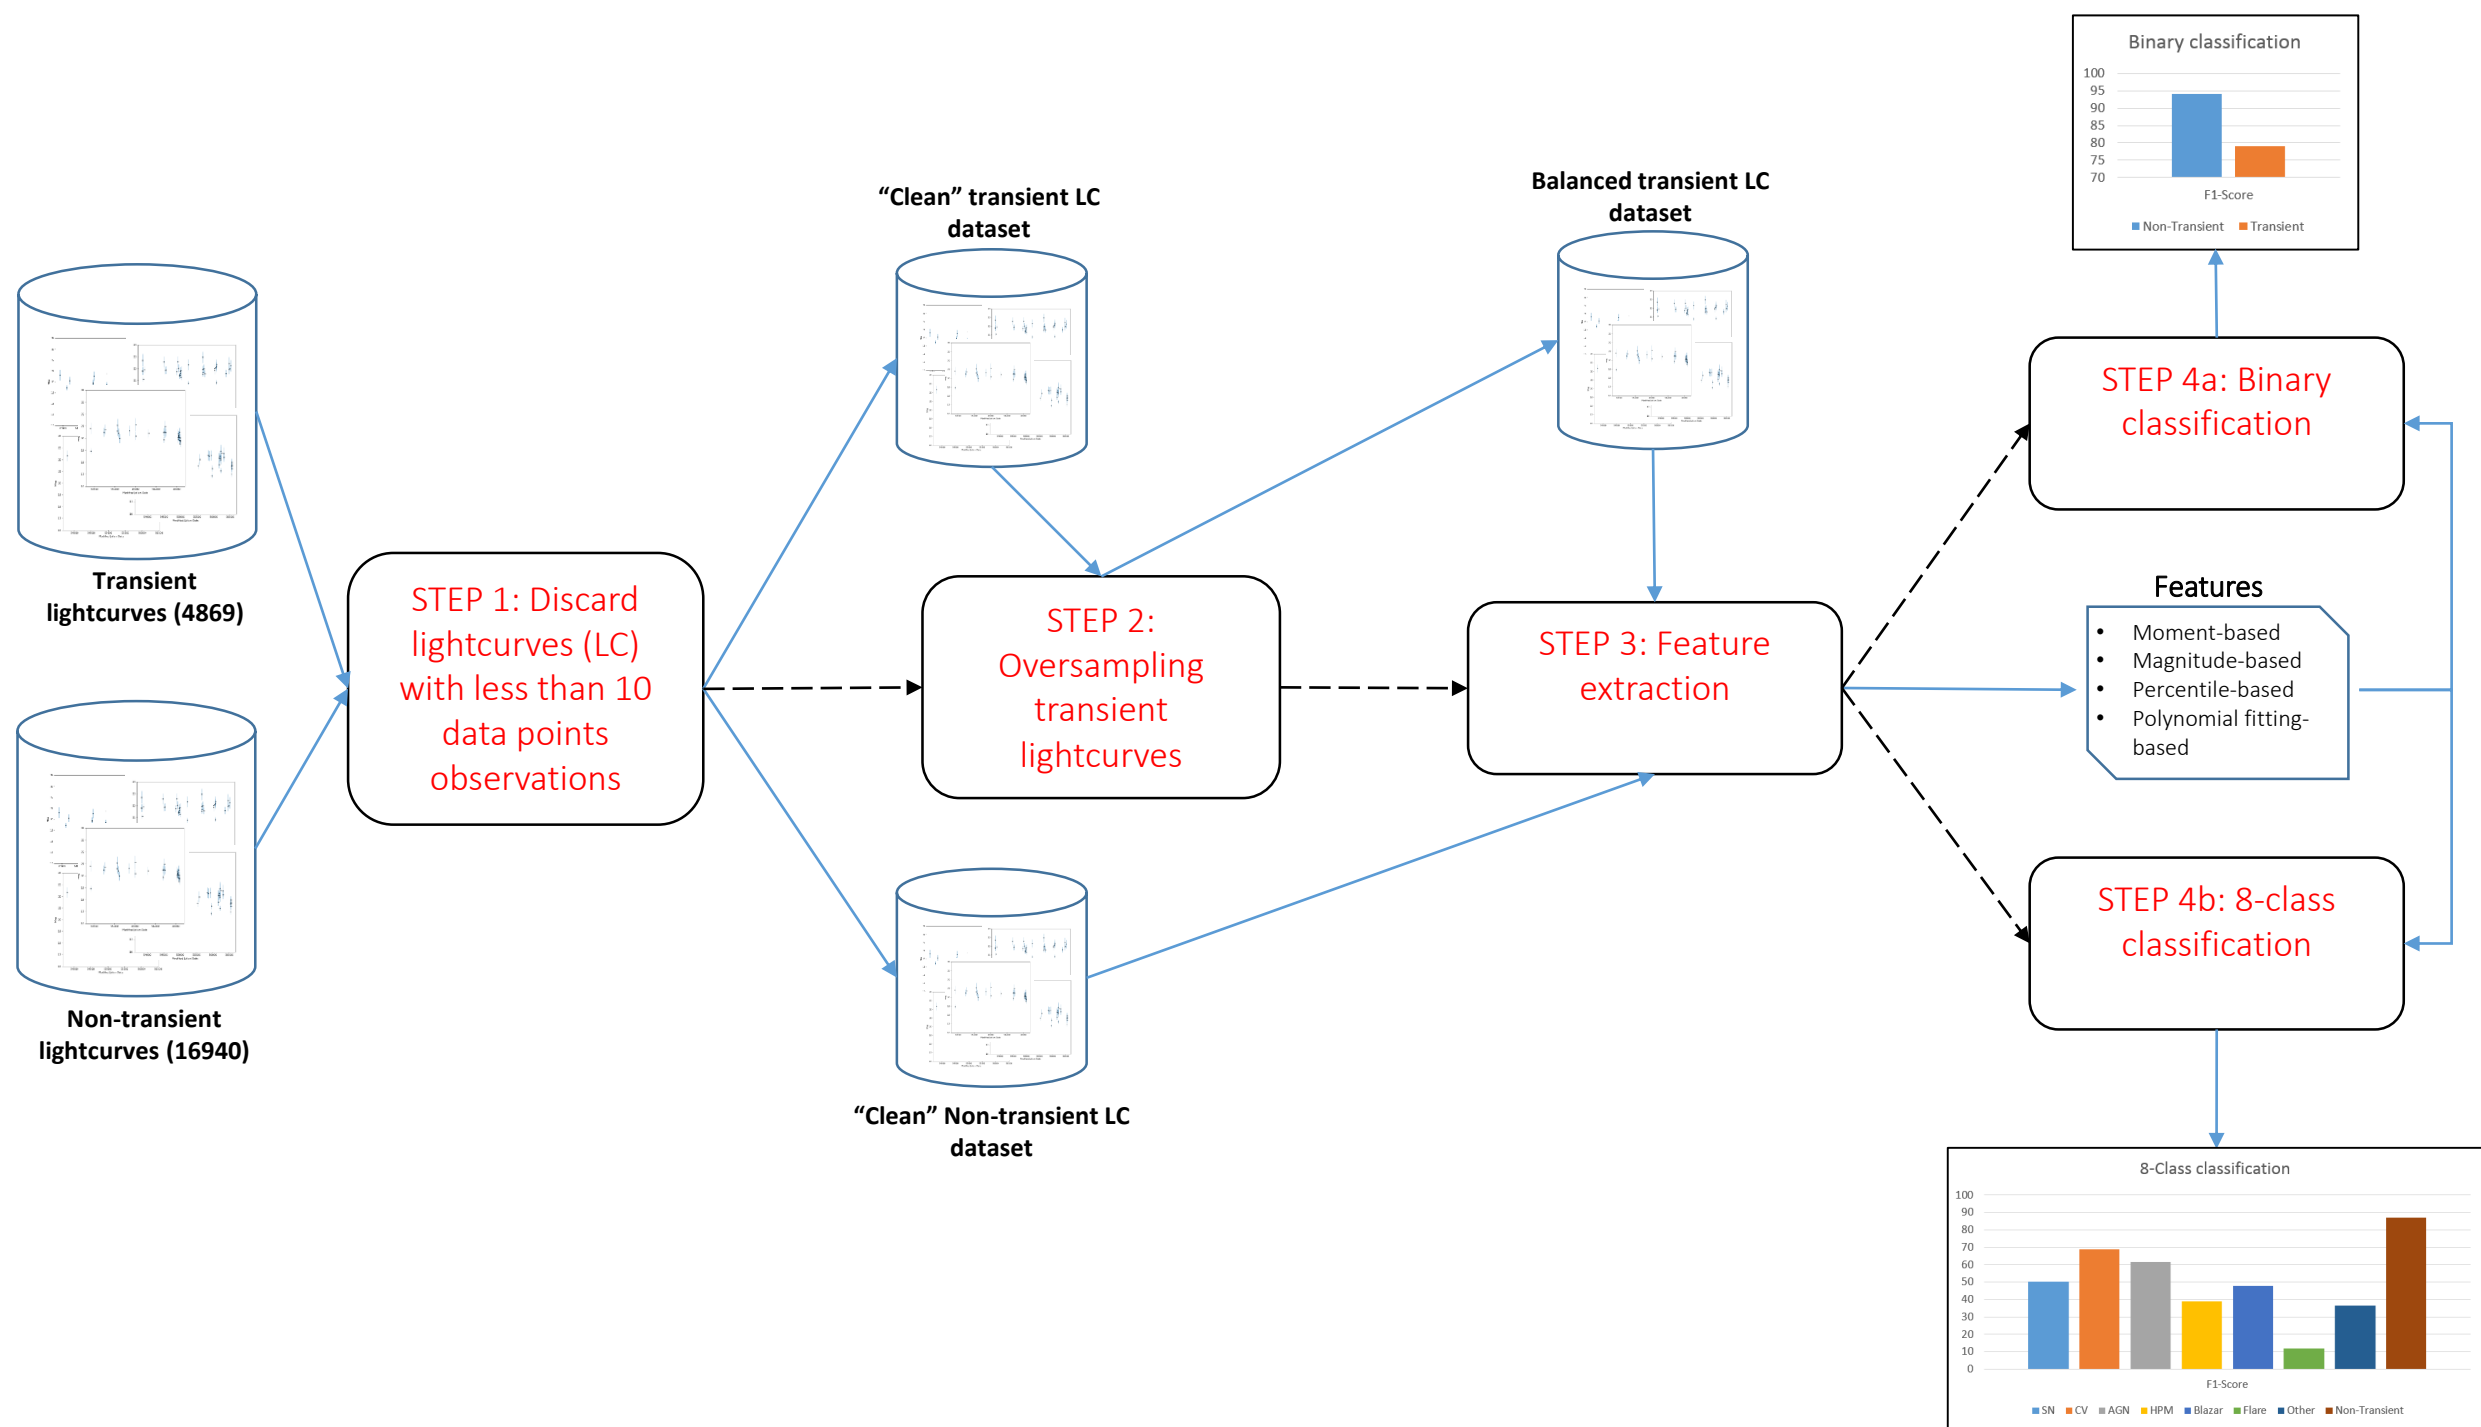 Transient
lightcurves (4869)
Non-transient
lightcurves (16940)
STEP 1: Discard
lightcurves (LC)
with less than 10
data points
observations
“Clean” transient LC
dataset
STEP 2:
Oversampling
transient
lightcurves
“Clean” Non-transient LC
dataset
Balanced transient LC
dataset
STEP 3: Feature
extraction
Binary classification
100
95
90
85
80
75
70
F1-Score
Non-Transient
Transient
STEP 4a: Binary
classification
Features
• Moment-based
• Magnitude-based
• Percentile-based
• Polynomial fitting-
based
STEP 4b: 8-class
classification
8-Class classification
100
90
80
70
60
50
40
30
20
10
0
F1-Score
SN CV AGN HPM Blazar Flare Other Non-Transient